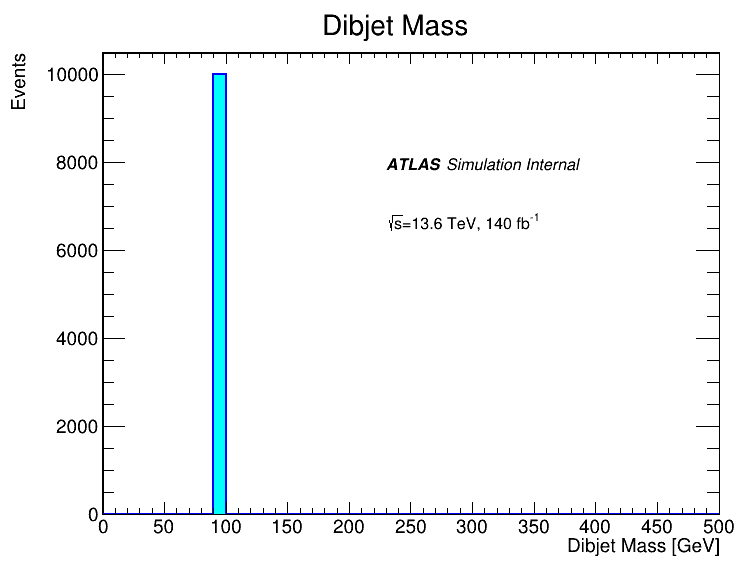 Dibjet Mass
Events
10000
8000
6000
4000
2000
0
ATLAS Simulation Internal
√s=13.6 TeV, 140 fb⁻¹
0 50 100 150 200 250 300 350 400 450 500
Dibjet Mass [GeV]